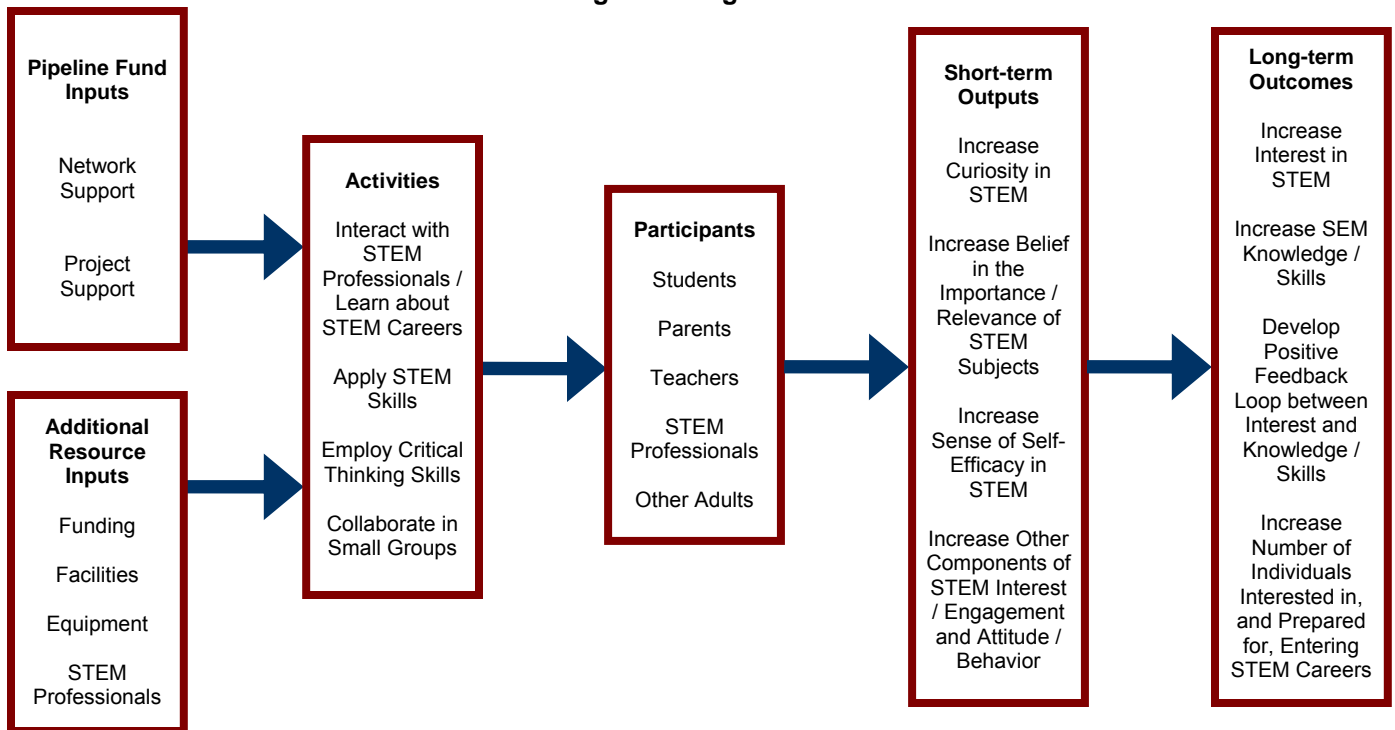 Pipeline Fund
Inputs
Network
Support
Project
Support
Additional
Resource
Inputs
Funding
Facilities
Equipment
STEM
Professionals
Activities
Interact with
STEM
Professionals /
Learn about
STEM Careers
Apply STEM
Skills
Employ Critical
Thinking Skills
Collaborate in
Small Groups
Participants
Students
Parents
Teachers
STEM
Professionals
Other Adults
Short-term
Outputs
Increase
Curiosity in
STEM
Increase Belief
in the
Importance /
Relevance of
STEM
Subjects
Increase
Sense of Self-
Efficacy in
STEM
Increase Other
Components of
STEM Interest
/ Engagement
and Attitude /
Behavior
Long-term
Outcomes
Increase
Interest in
STEM
Increase SEM
Knowledge /
Skills
Develop
Positive
Feedback
Loop between
Interest and
Knowledge /
Skills
Increase
Number of
Individuals
Interested in,
and Prepared
for, Entering
STEM Careers